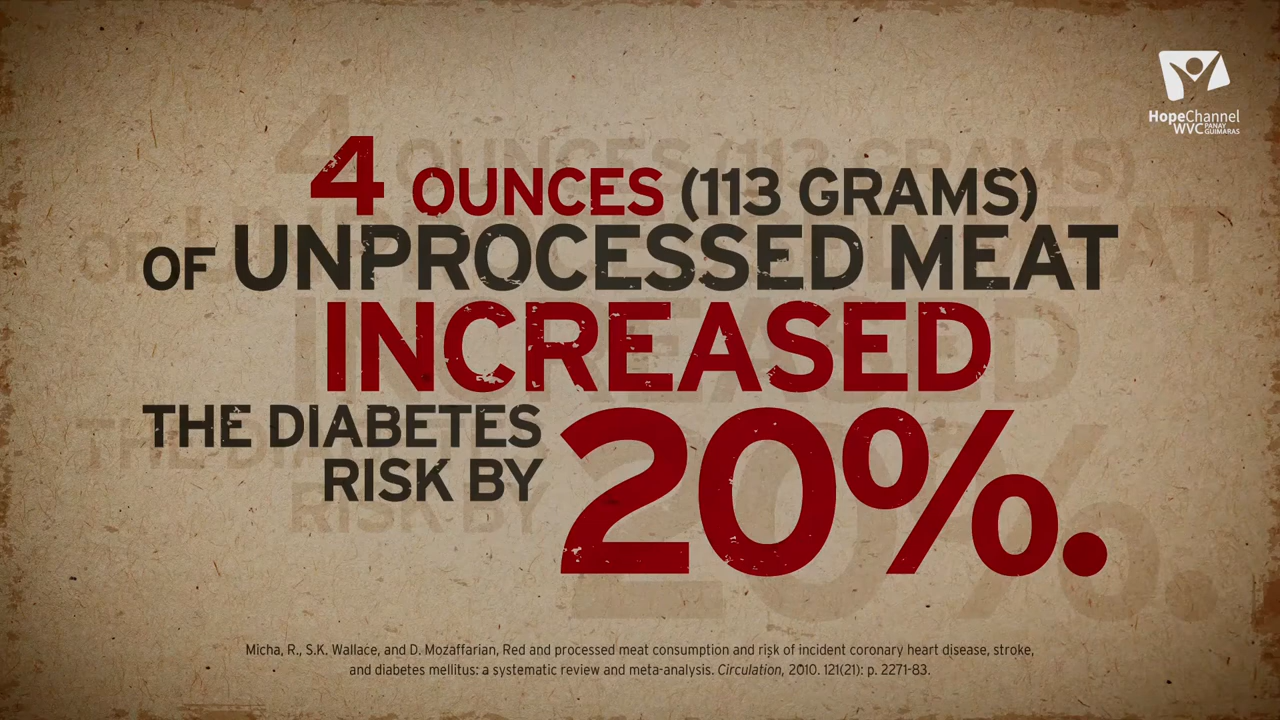 HopeChannel
WVC PANAY GUIMARAS
4 OUNCES (113 GRAMS)
OF UNPROCESSED MEAT
INCREASED
THE DIABETES
RISK BY 20%.
Micha, R., S.K. Wallace, and D. Mozaffarian, Red and processed meat consumption and risk of incident coronary heart disease, stroke,
and diabetes mellitus: a systematic review and meta-analysis. Circulation, 2010. 121(21): p. 2271-83.